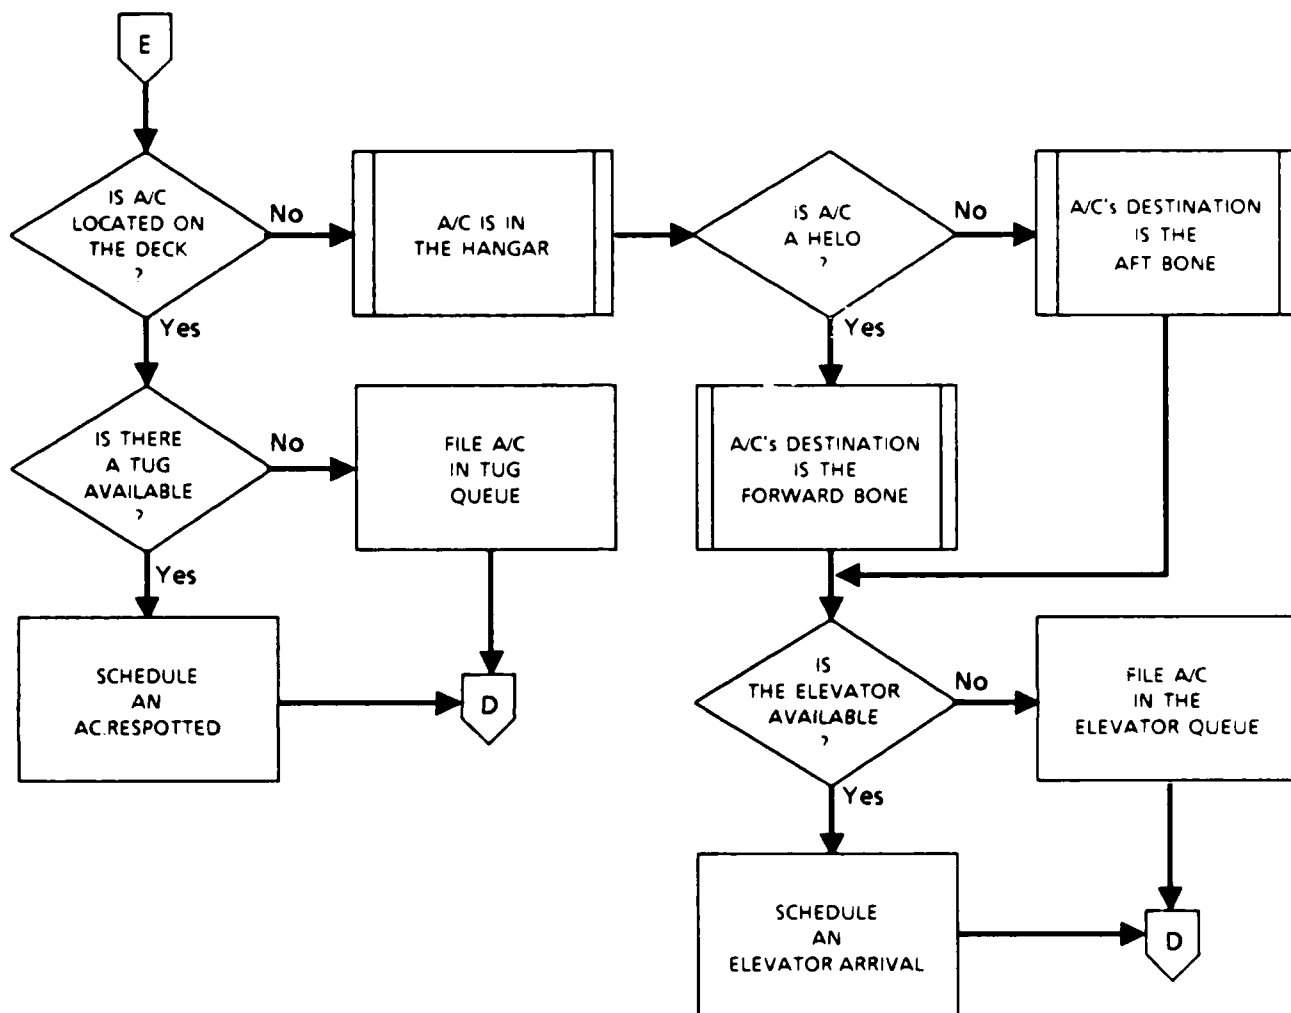 E
IS A/C
LOCATED ON
THE DECK
?
No
Yes
A/C IS IN
THE HANGAR
IS A/C
A HELO
?
No
Yes
A/C's DESTINATION
IS THE
AFT BONE
IS THERE
A TUG
AVAILABLE
?
No
Yes
FILE A/C
IN TUG
QUEUE
A/C's DESTINATION
IS THE
FORWARD BONE
SCHEDULE
AN
AC.RESPOTTED
D
IS
THE ELEVATOR
AVAILABLE
?
No
Yes
FILE A/C
IN THE
ELEVATOR QUEUE
SCHEDULE
AN
ELEVATOR ARRIVAL
D